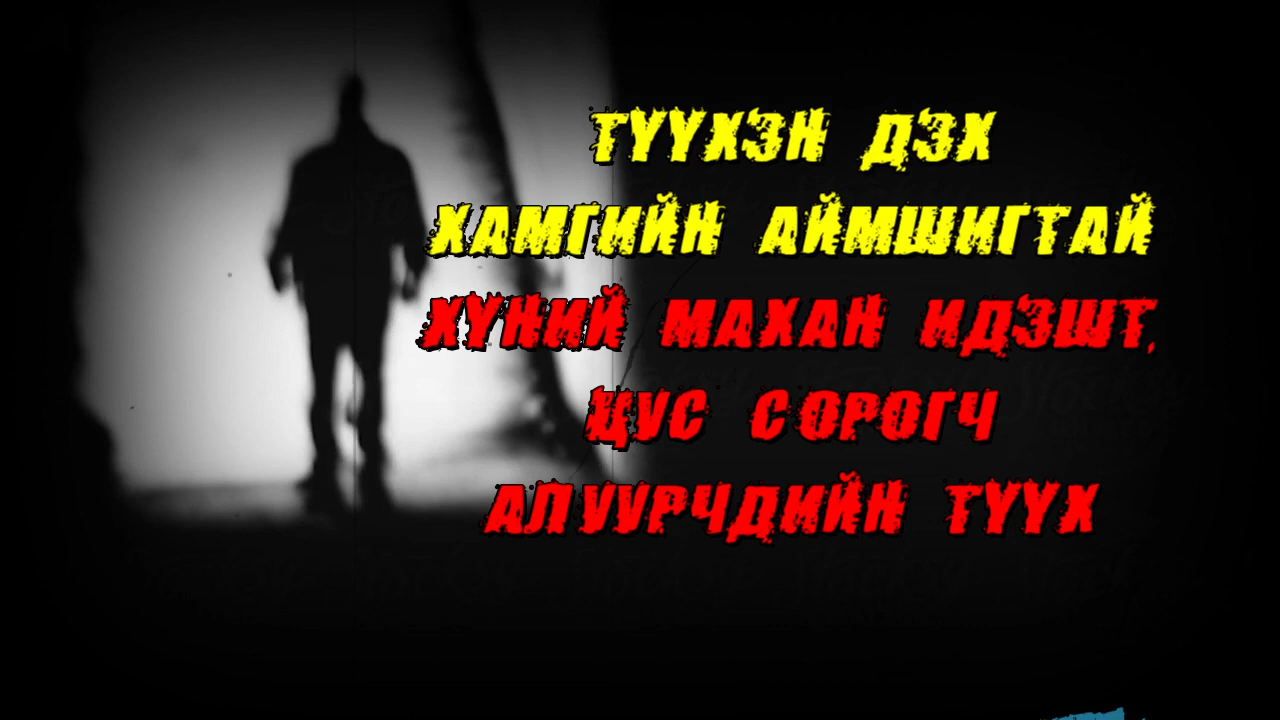 ТҮҮХЭН ДЭХ
ХАМГИЙН АЙМШИГТАЙ
ХҮНИЙ МАХАН ИДЭШТ,
ЦУС СОРОГЧ
АЛУУРЧДИЙН ТҮҮХ